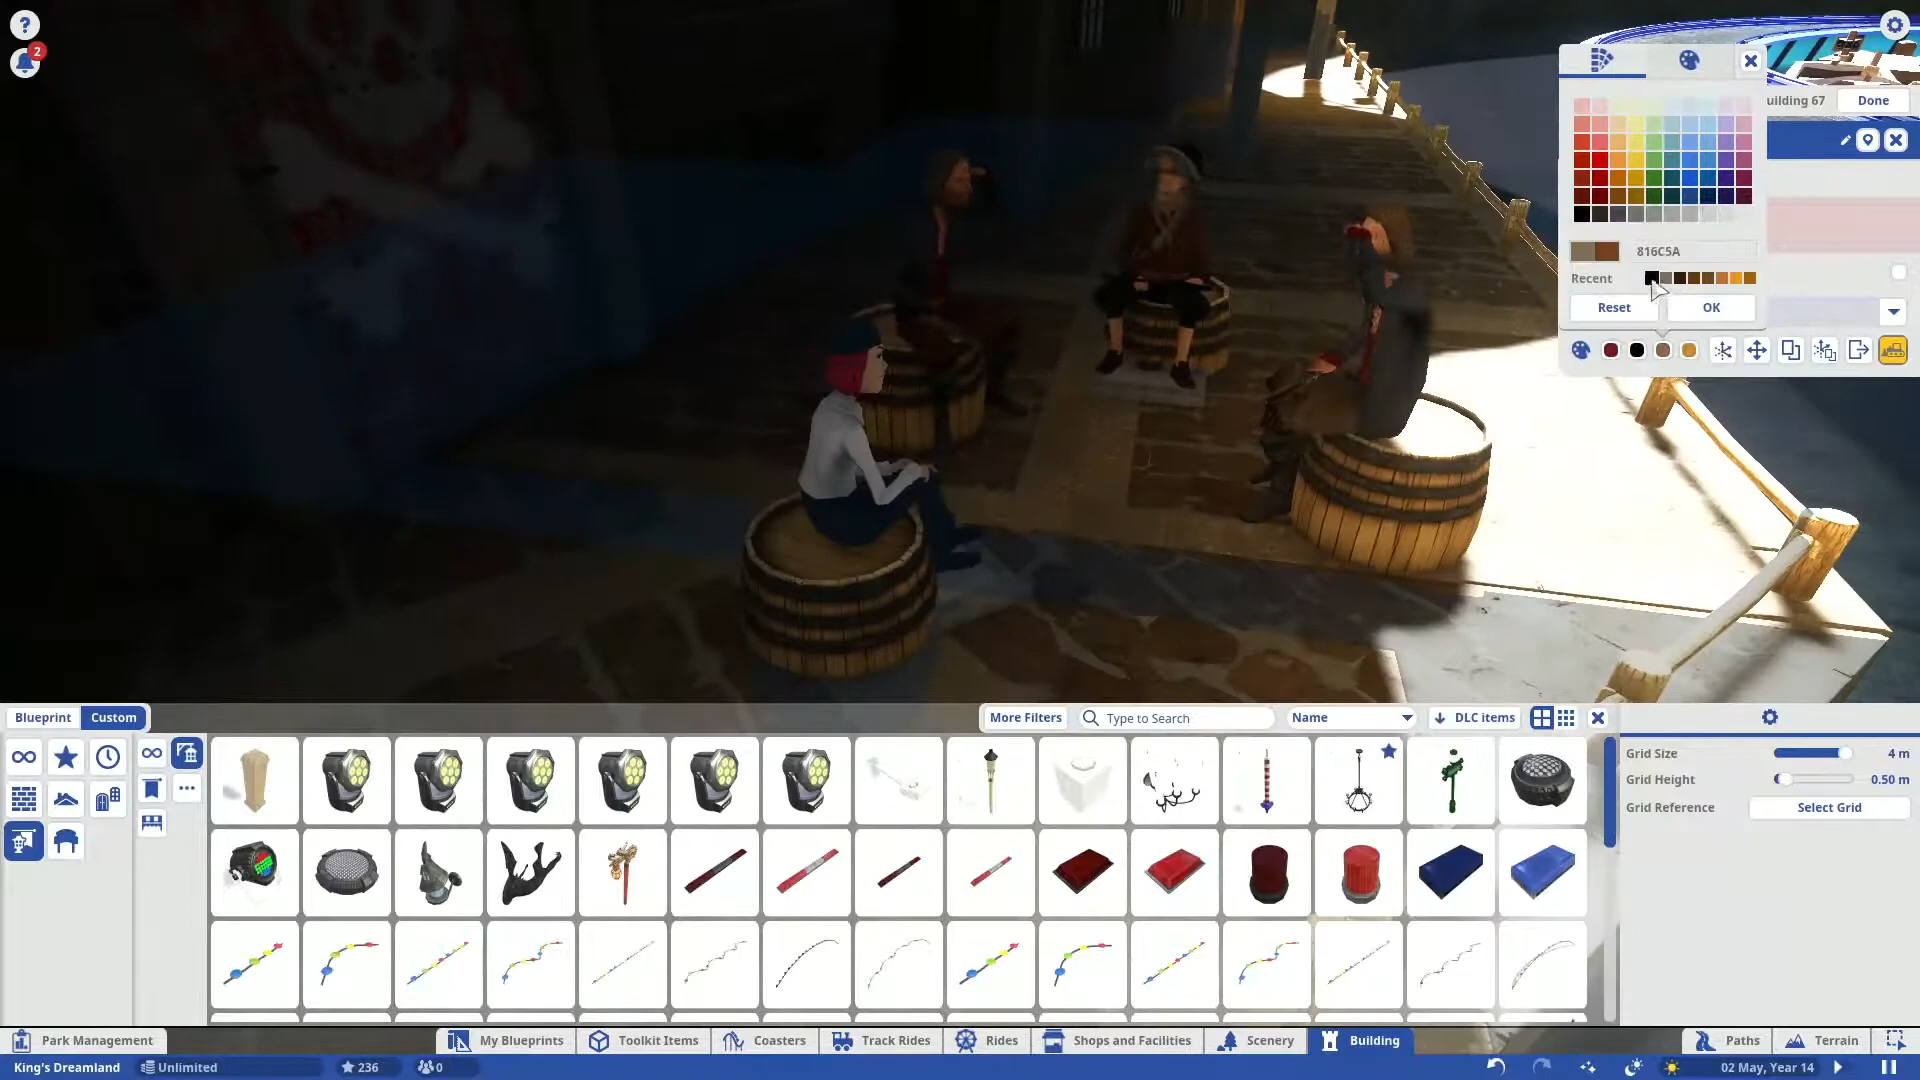 ?
2
uilding 67
Done
816C5A
Recent
Reset
OK
Blueprint
Custom
More Filters
Type to Search
Name
DLC items
Grid Size
4 m
Grid Height
0.50 m
Grid Reference
Select Grid
Park Management
My Blueprints
Toolkit Items
Coasters
Track Rides
Rides
Shops and Facilities
Scenery
Building
Paths
Terrain
King's Dreamland
Unlimited
236
0
02 May, Year 14